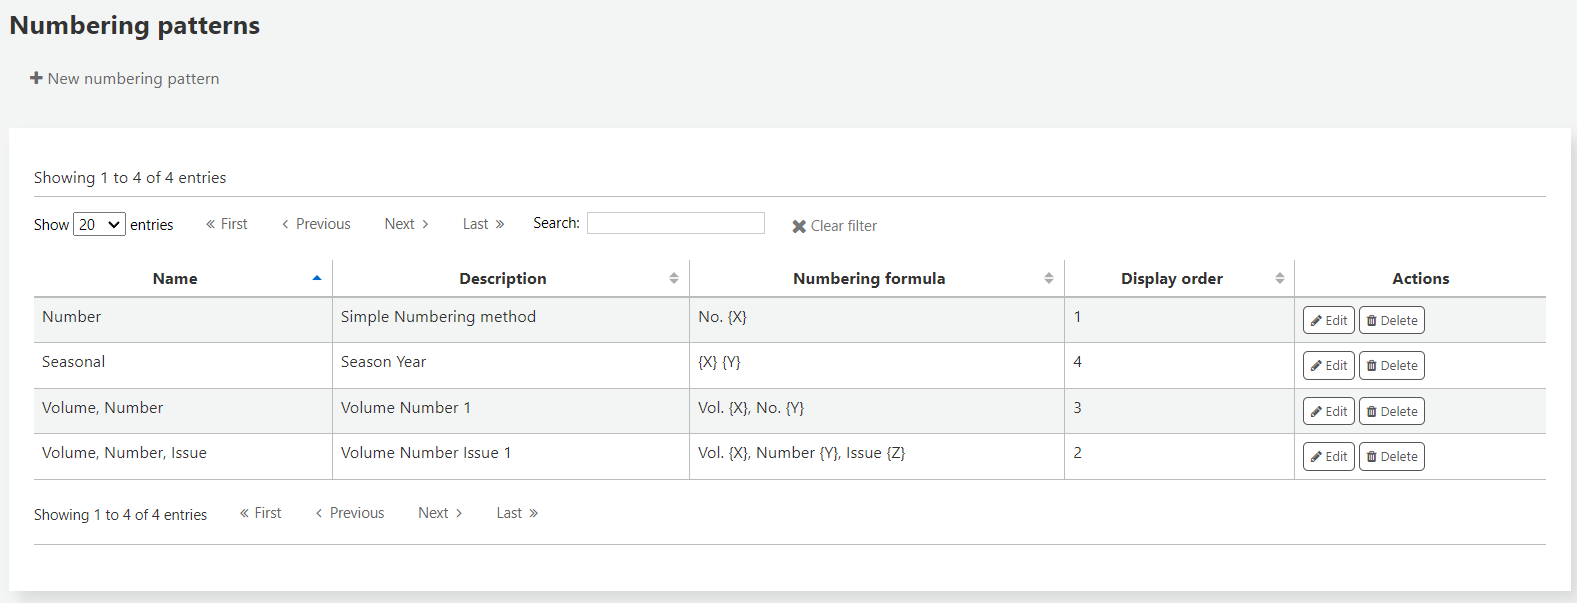 Numbering patterns
New numbering pattern
Showing 1 to 4 of 4 entries
Show 20 entries « First ‹ Previous Next › Last » Search: Clear filter
Name Description Numbering formula Display order Actions
Number Simple Numbering method No. {X} 1 Edit Delete
Seasonal Season Year {X} {Y} 4 Edit Delete
Volume, Number Volume Number 1 Vol. {X}, No. {Y} 3 Edit Delete
Volume, Number, Issue Volume Number Issue 1 Vol. {X}, Number {Y}, Issue {Z} 2 Edit Delete
Showing 1 to 4 of 4 entries « First ‹ Previous Next › Last »